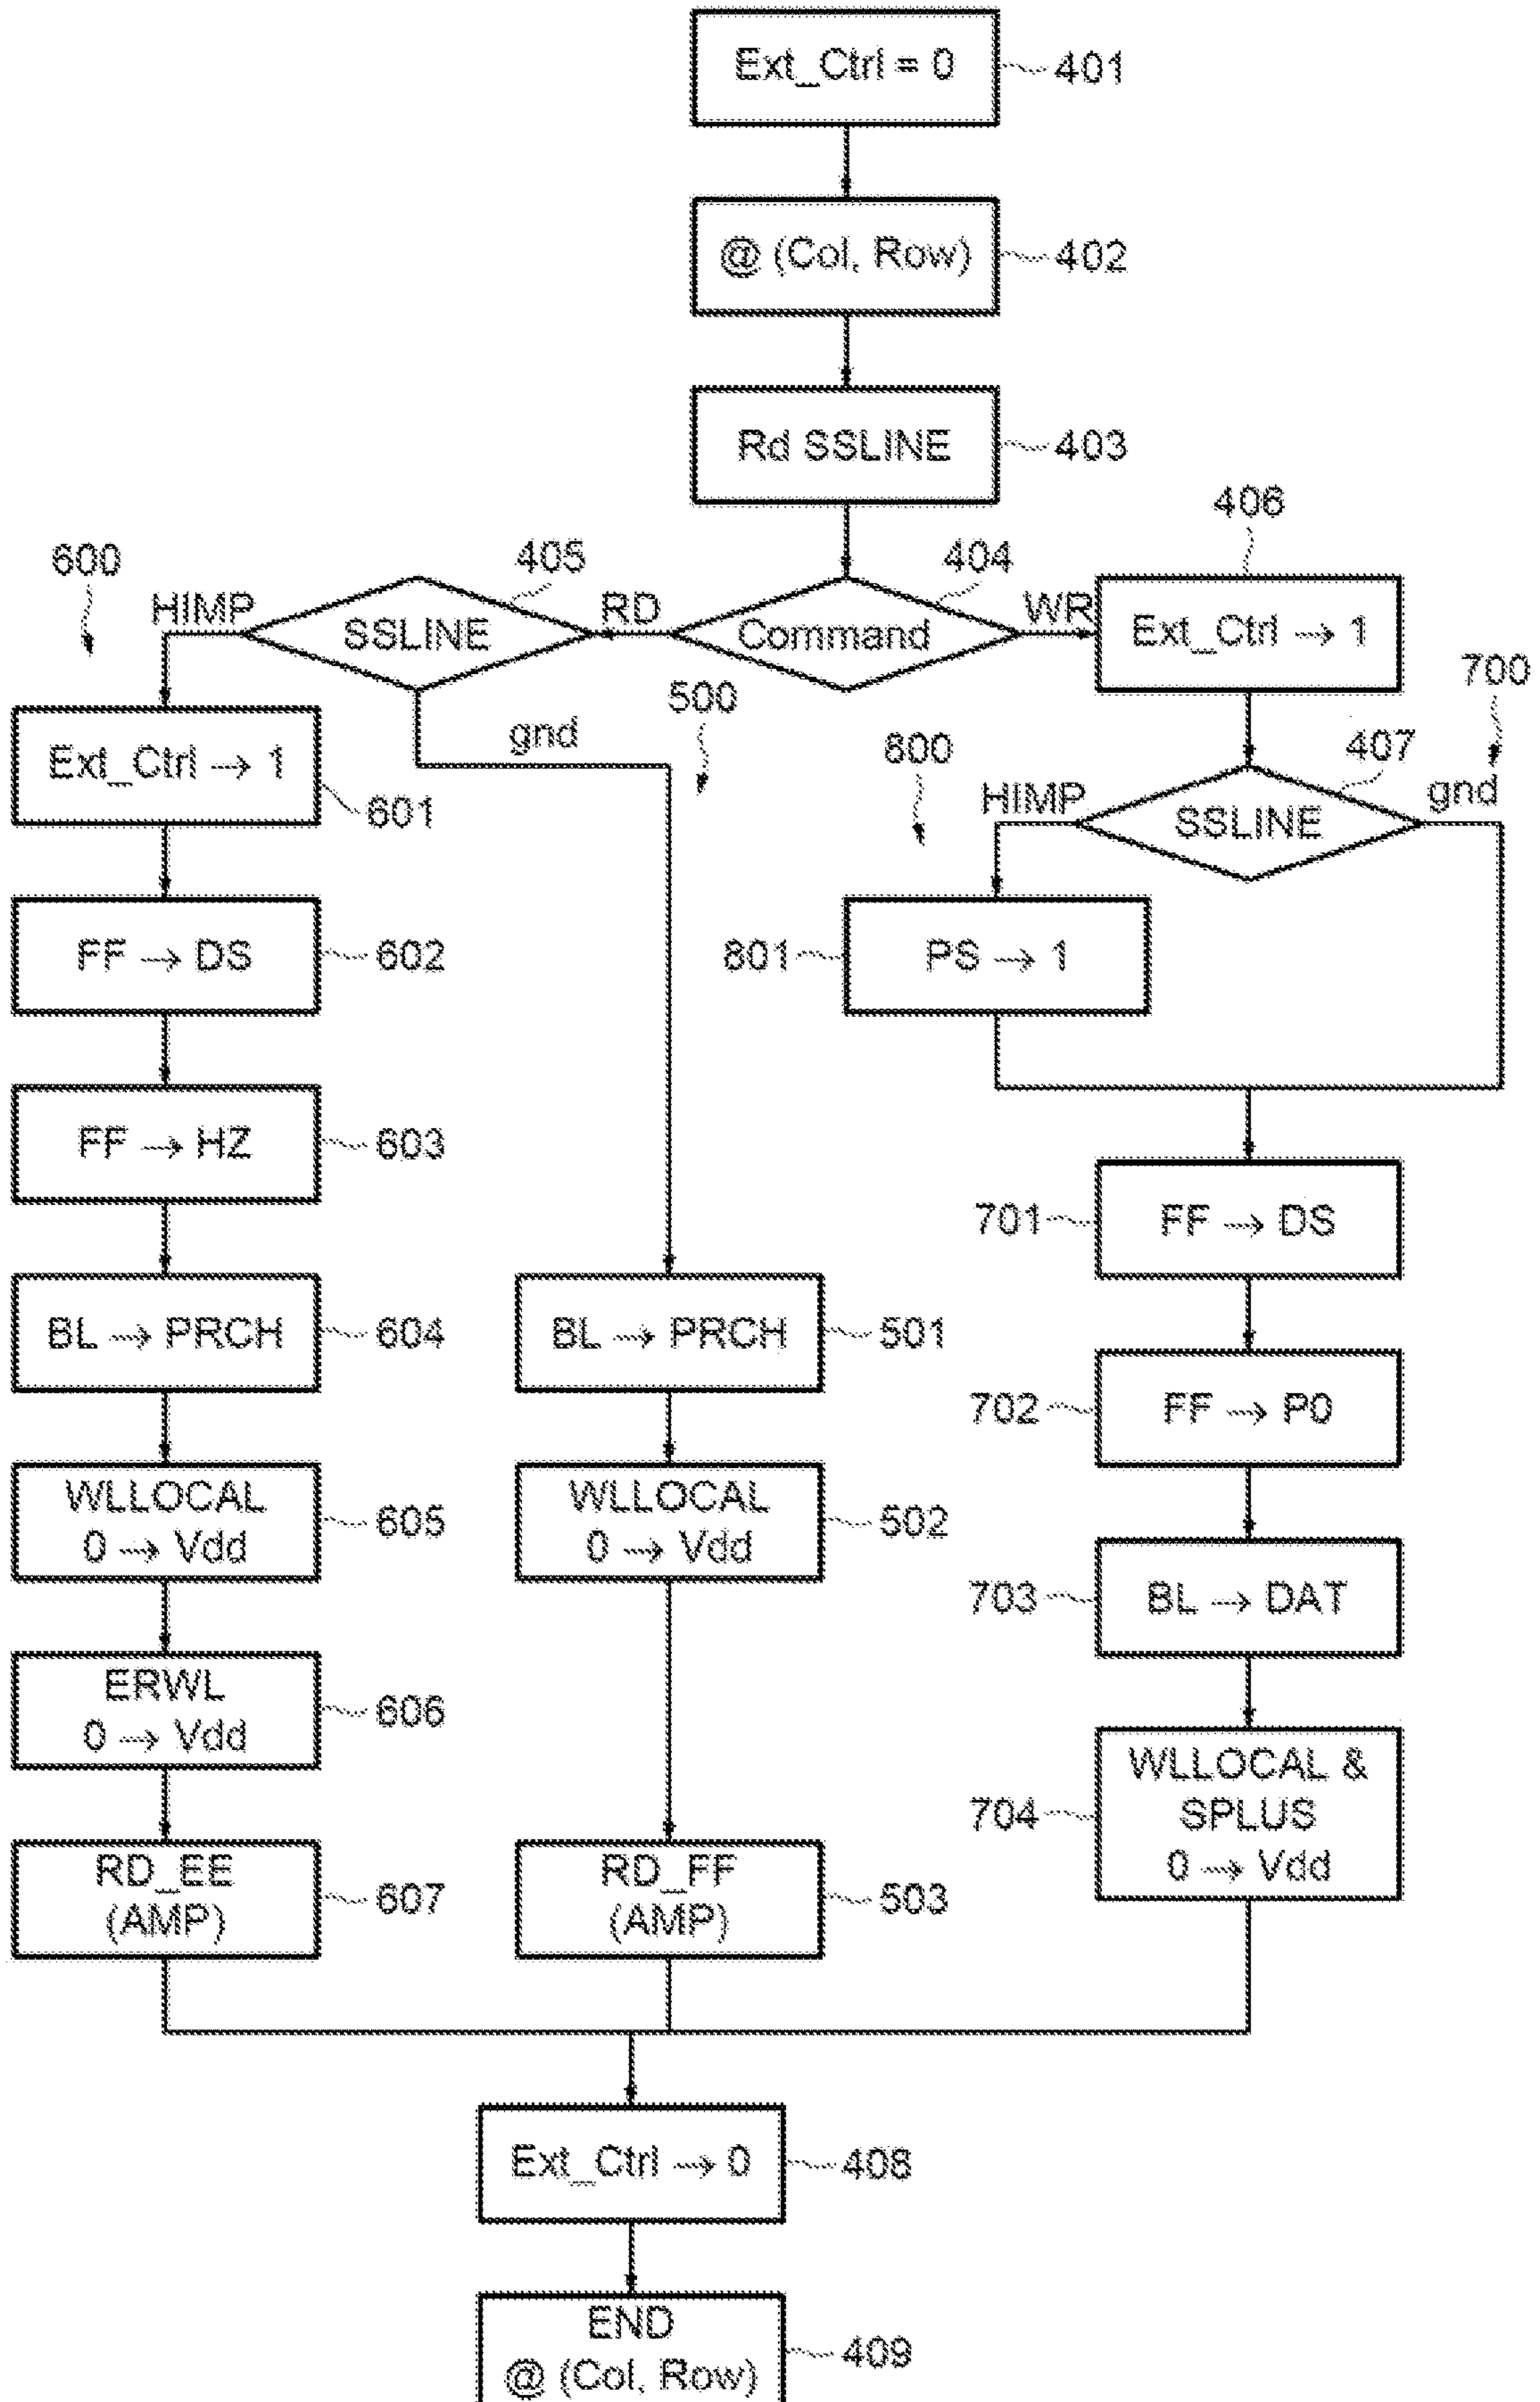 Ext_Ctrl = 0
401
@ (Col, Row)
402
Rd SSLINE
403
406
600
405
404
HIMP
SSLINE
RD
Command
WR
Ext_Ctrl → 1
700
500
gnd
Ext_Ctrl → 1
601
800
407
HIMP
SSLINE
gnd
FF → DS
602
801
PS → 1
FF → HZ
603
701
FF → DS
BL → PRCH
604
BL → PRCH
501
702
FF → P0
WLLOCAL
0 → Vdd
605
WLLOCAL
0 → Vdd
502
703
BL → DAT
ERWL
0 → Vdd
606
704
WLLOCAL &
SPLUS
0 → Vdd
RD_EE
(AMP)
607
RD_FF
(AMP)
503
Ext_Ctrl → 0
408
END
@ (Col, Row)
409